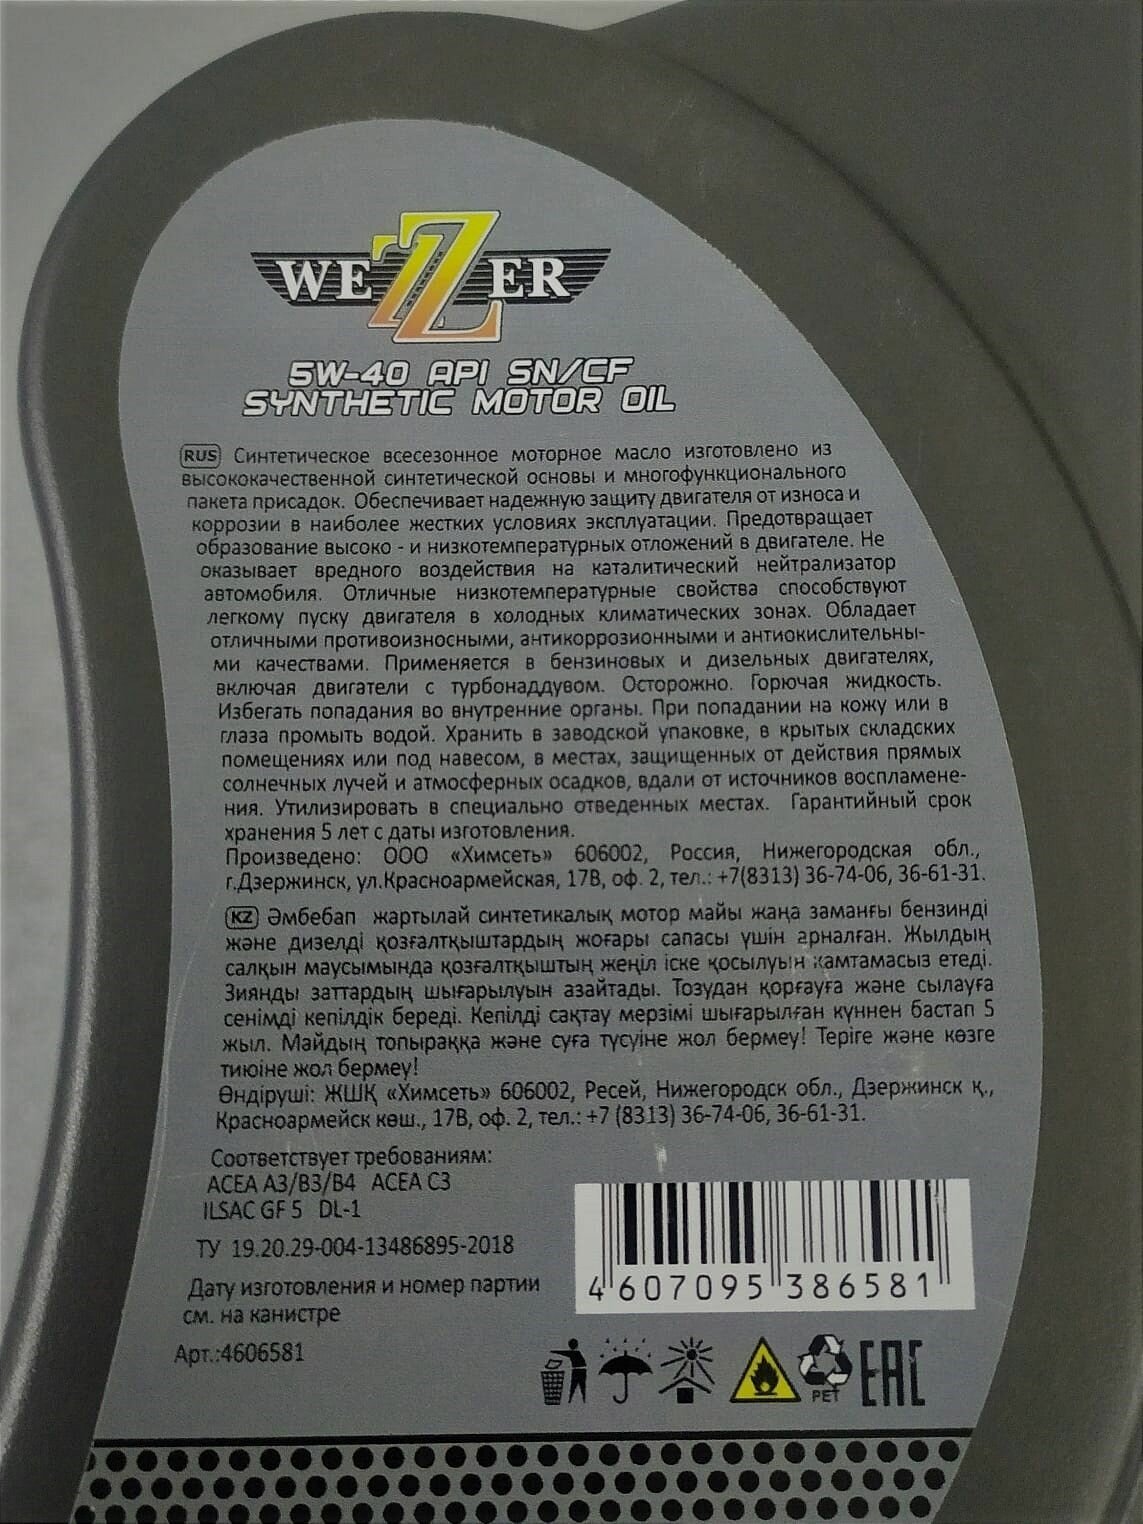 WEZZER
5W-40 API SN/CF
SYNTHETIC MOTOR OIL
RUS Синтетическое всесезонное моторное масло изготовлено из
высококачественной синтетической основы и многофункционального
пакета присадок. Обеспечивает надежную защиту двигателя от износа и
коррозии в наиболее жестких условиях эксплуатации. Предотвращает
образование высоко - и низкотемпературных отложений в двигателе. Не
оказывает вредного воздействия на каталитический нейтрализатор
автомобиля. Отличные низкотемпературные свойства способствуют
легкому пуску двигателя в холодных климатических зонах. Обладает
отличными противоизносными, антикоррозионными и антиокислительны-
ми качествами. Применяется в бензиновых и дизельных двигателях,
включая двигатели с турбонаддувом. Осторожно. Горючая жидкость.
Избегать попадания во внутренние органы. При попадании на кожу или в
глаза промыть водой. Хранить в заводской упаковке, в крытых складских
помещениях или под навесом, в местах, защищенных от действия прямых
солнечных лучей и атмосферных осадков, вдали от источников воспламене-
ния. Утилизировать в специально отведенных местах. Гарантийный срок
хранения 5 лет с даты изготовления.
Произведено: ООО «Химсеть» 606002, Россия, Нижегородская обл.,
г.Дзержинск, ул.Красноармейская, 17В, оф. 2, тел.: +7(8313) 36-74-06, 36-61-31.
KZ Әмбебап жартылай синтетикалық мотор майы жаңа заманғы бензинді
және дизелді қозғалтқыштардың жоғары сапасы үшін арналған. Жылдың
салқын маусымында қозғалтқыштың жеңіл іске қосылуын қамтамасыз етеді.
Зиянды заттардың шығарылуын азайтады. Тозудан қорғауға және сылауға
сенімді кепілдік береді. Кепілді сақтау мерзімі шығарылған күннен бастап 5
жыл. Майдың топыраққа және суға түсуіне жол бермеу! Теріге және көзге
тиюіне жол бермеу!
Өндіруші: ЖШҚ «Химсеть» 606002, Ресей, Нижегородск обл., Дзержинск қ.,
Красноармейск көш., 17В, оф. 2, тел.: +7 (8313) 36-74-06, 36-61-31.
Соответствует требованиям:
ACEA A3/B3/B4 ACEA C3
ILSAC GF 5 DL-1
ТУ 19.20.29-004-13486895-2018
Дату изготовления и номер партии
см. на канистре
Арт.:4606581
4 607095 386581
PET
EAC